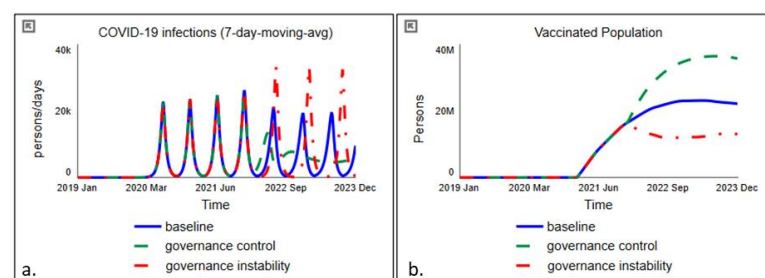 COVID-19 infections (7-day-moving-avg)
40k
20k
0
persons/days
2019 Jan 2020 Mar 2021 Jun 2022 Sep 2023 Dec
Time
baseline
governance control
governance instability
a.
Vaccinated Population
40M
20M
0
Persons
2019 Jan 2020 Mar 2021 Jun 2022 Sep 2023 Dec
Time
baseline
governance control
governance instability
b.